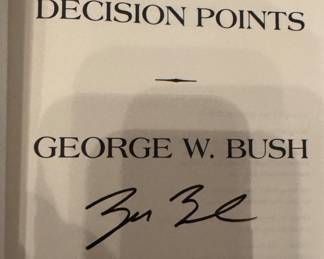 DECISION POINTS
GEORGE W. BUSH